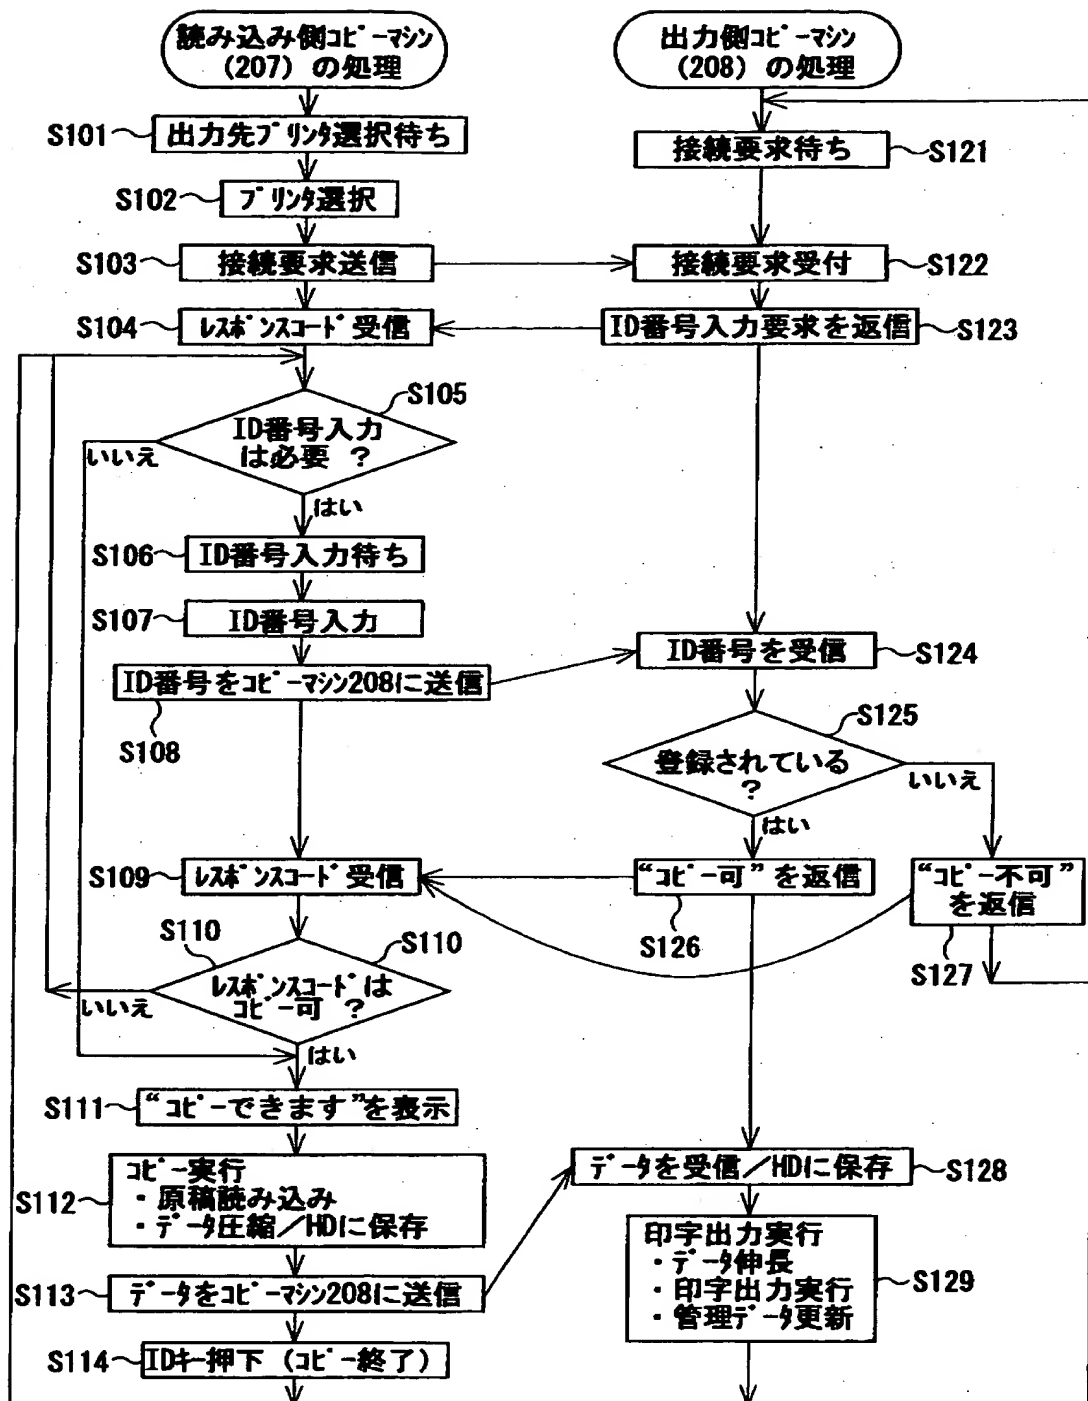 読み込み側ｺﾋﾟｰﾏｼﾝ
(207) の処理
S101
出力先ﾌﾟﾘﾝﾀ選択待ち
S102
ﾌﾟﾘﾝﾀ選択
S103
接続要求送信
S104
ﾚｽﾎﾟﾝｽｺｰﾄﾞ受信
S105
ID番号入力
は必要 ？
いいえ
はい
S106
ID番号入力待ち
S107
ID番号入力
ID番号をｺﾋﾟｰﾏｼﾝ208に送信
S108
S109
ﾚｽﾎﾟﾝｽｺｰﾄﾞ受信
S110
S110
ﾚｽﾎﾟﾝｽｺｰﾄﾞは
ｺﾋﾟｰ可 ？
いいえ
はい
S111
“ｺﾋﾟｰできます”を表示
S112
ｺﾋﾟｰ実行
・原稿読み込み
・ﾃﾞｰﾀ圧縮／HDに保存
S113
ﾃﾞｰﾀをｺﾋﾟｰﾏｼﾝ208に送信
S114
IDｷｰ押下（ｺﾋﾟｰ終了）
出力側ｺﾋﾟｰﾏｼﾝ
(208) の処理
接続要求待ち
S121
接続要求受付
S122
ID番号入力要求を返信
S123
ID番号を受信
S124
S125
登録されている
？
いいえ
はい
“ｺﾋﾟｰ可”を返信
S126
“ｺﾋﾟｰ不可”
を返信
S127
ﾃﾞｰﾀを受信／HDに保存
S128
印字出力実行
・ﾃﾞｰﾀ伸長
・印字出力実行
・管理ﾃﾞｰﾀ更新
S129